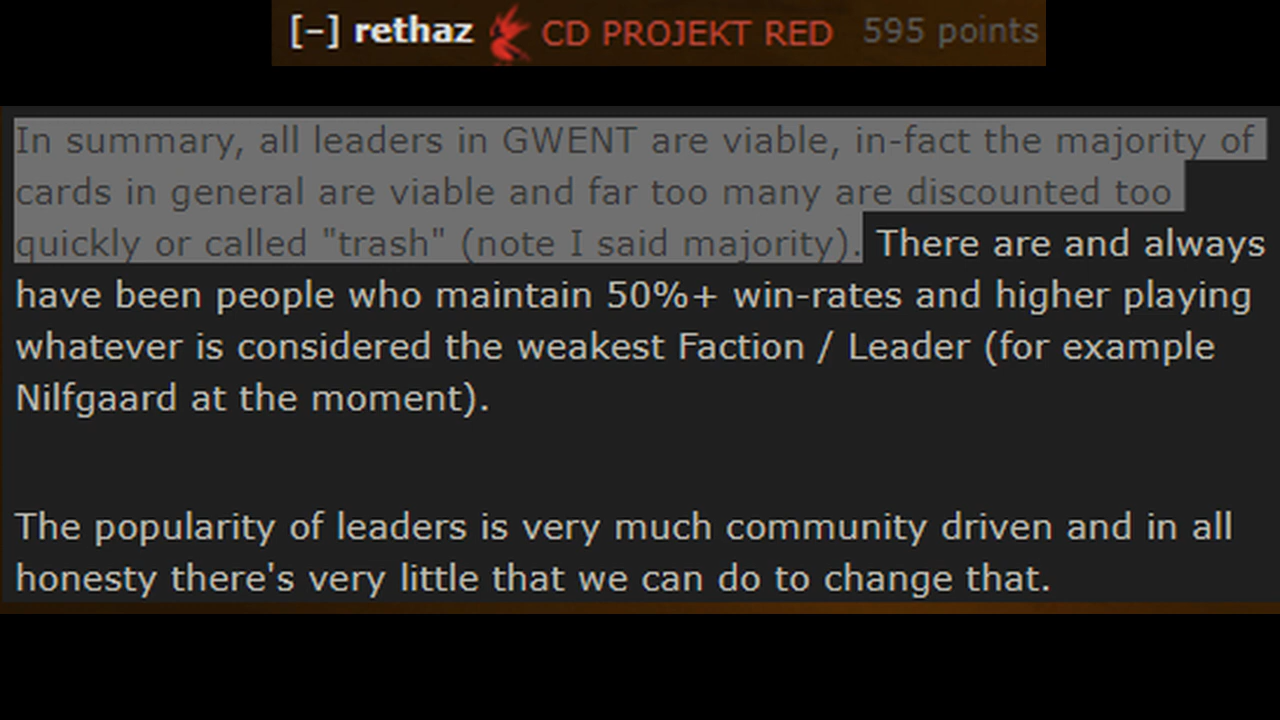 [–] rethaz CD PROJEKT RED 595 points
In summary, all leaders in GWENT are viable, in-fact the majority of
cards in general are viable and far too many are discounted too
quickly or called "trash" (note I said majority). There are and always
have been people who maintain 50%+ win-rates and higher playing
whatever is considered the weakest Faction / Leader (for example
Nilfgaard at the moment).
The popularity of leaders is very much community driven and in all
honesty there's very little that we can do to change that.